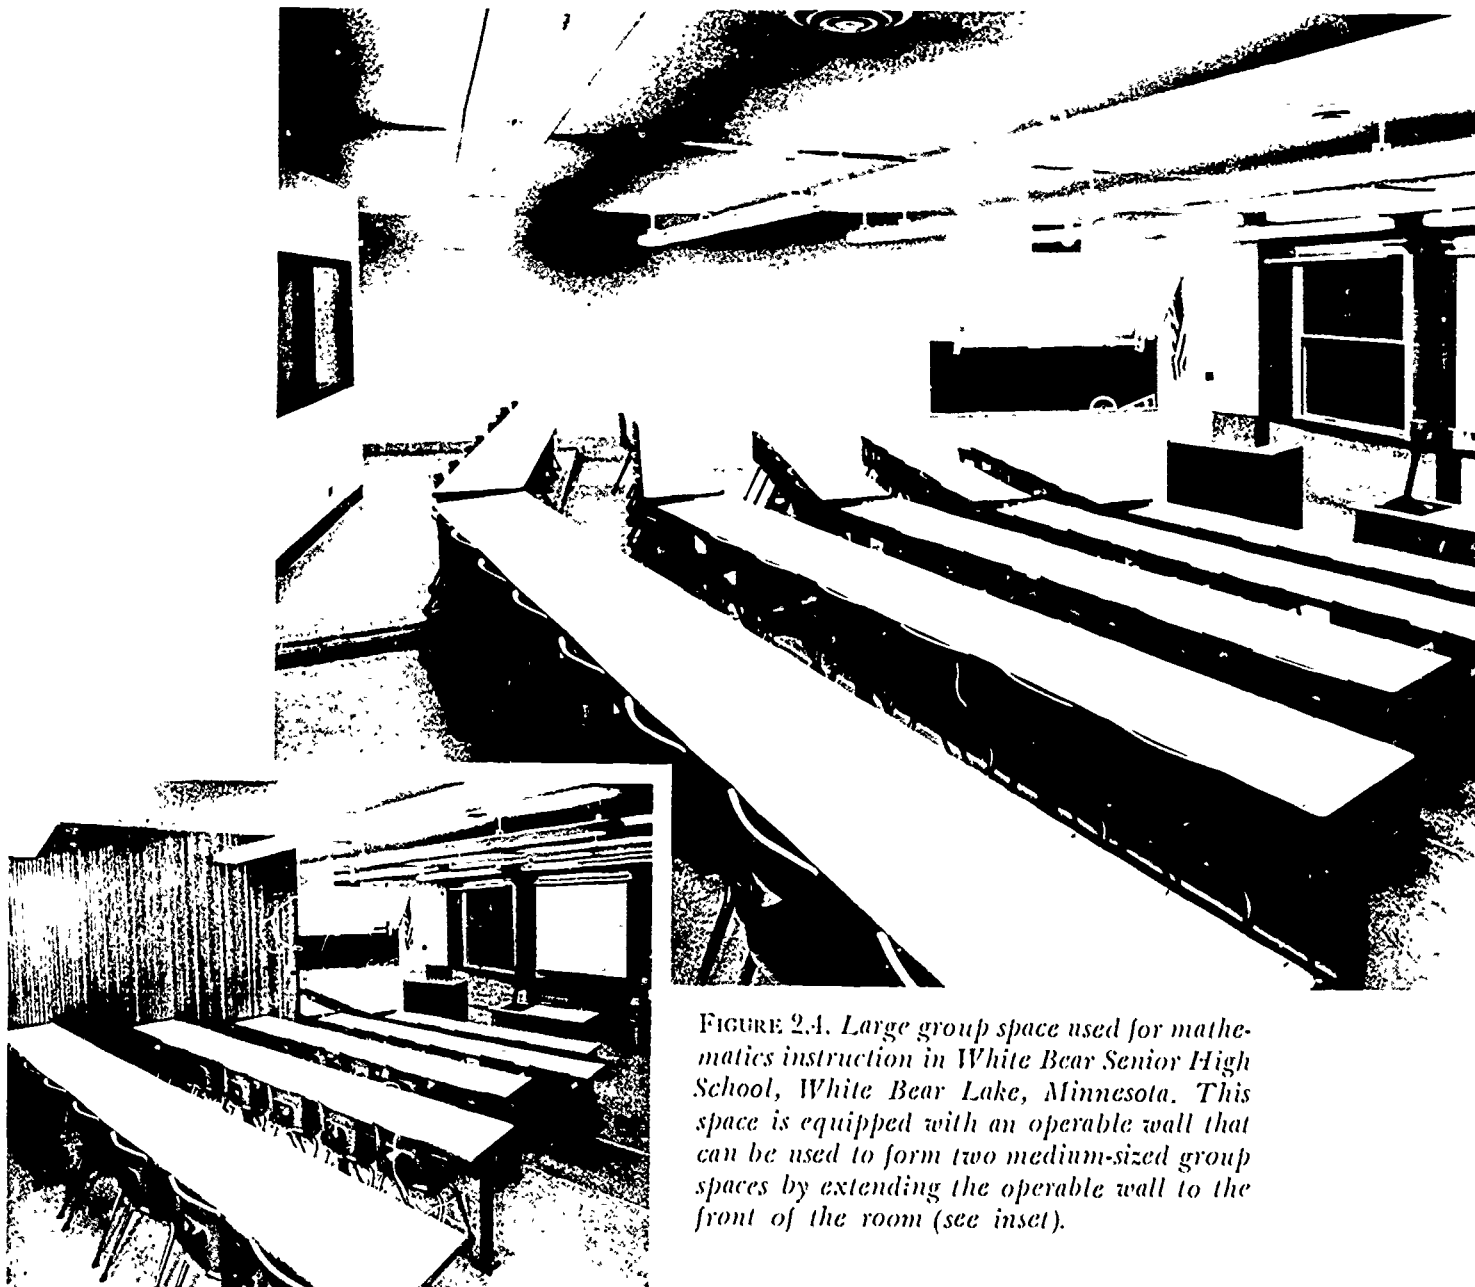 FIGURE 2.4. Large group space used for mathe-
matics instruction in White Bear Senior High
School, White Bear Lake, Minnesota. This
space is equipped with an operable wall that
can be used to form two medium-sized group
spaces by extending the operable wall to the
front of the room (see inset).